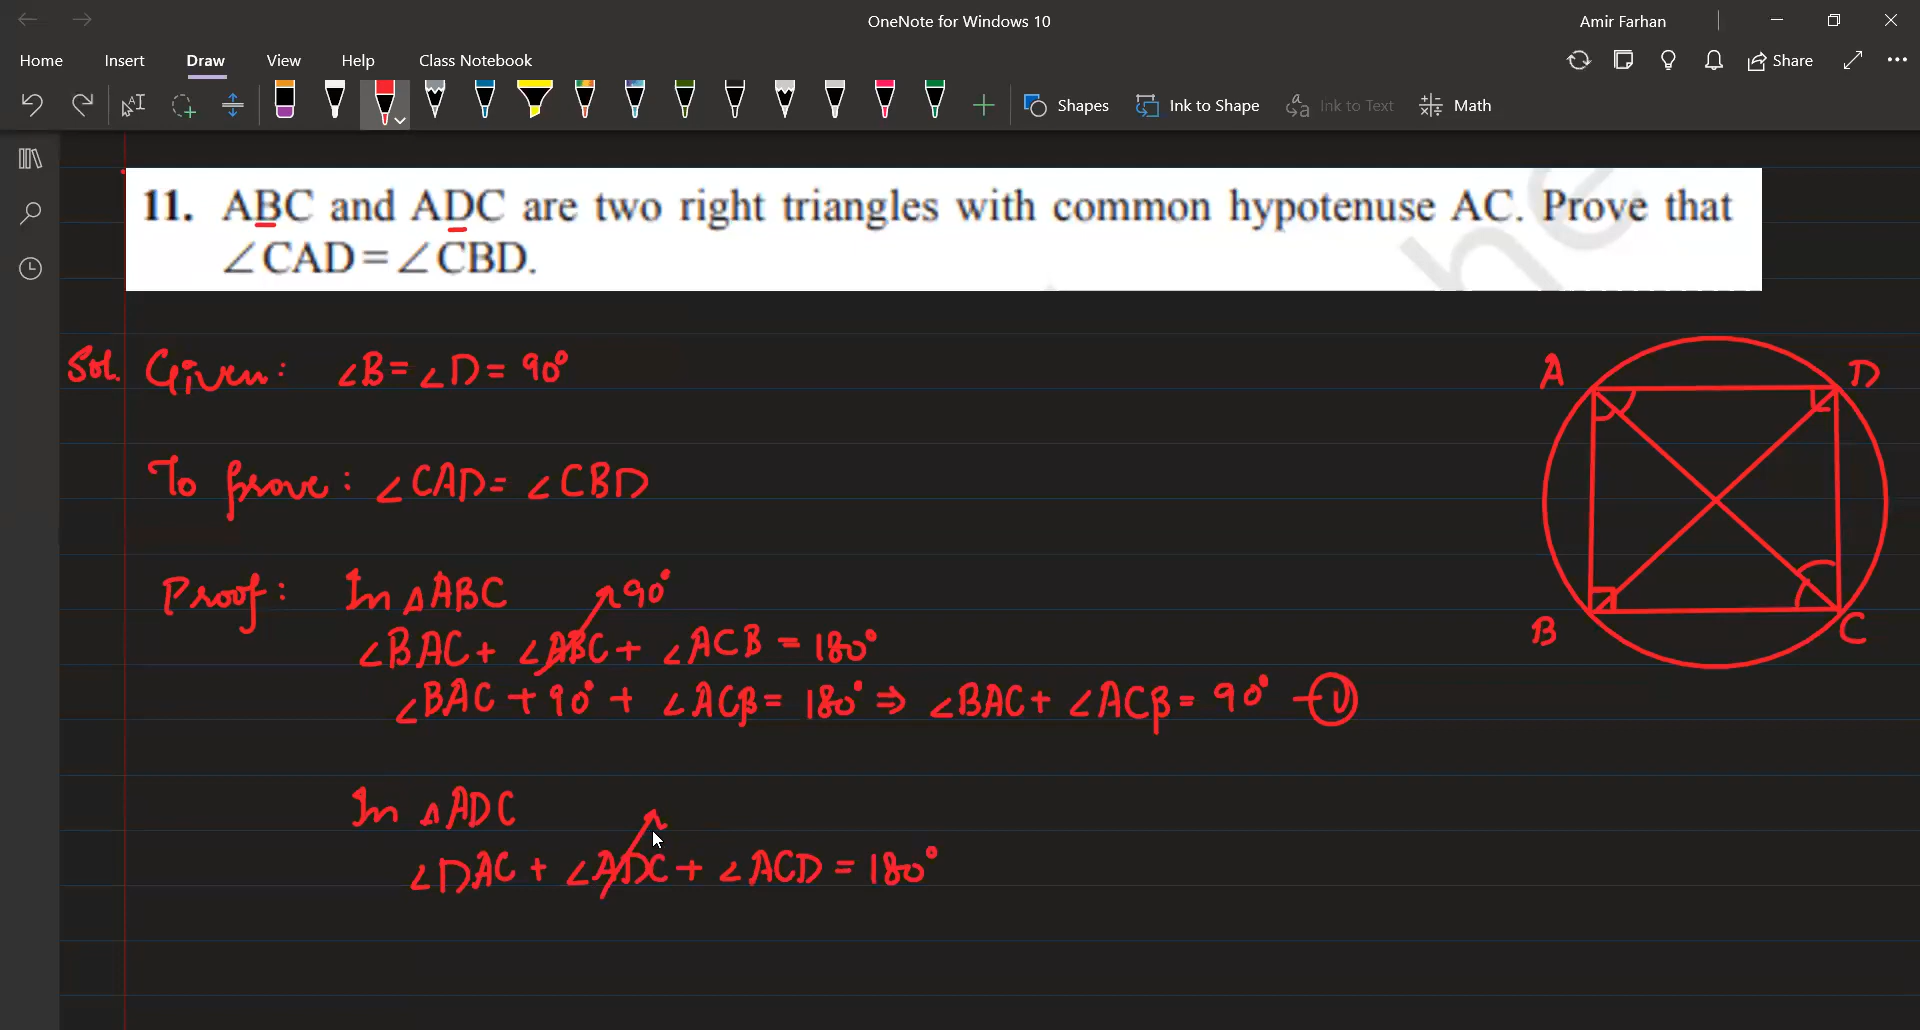 OneNote for Windows 10
Amir Farhan
Home Insert Draw View Help Class Notebook
Share
Shapes Ink to Shape Ink to Text Math
11. ABC and ADC are two right triangles with common hypotenuse AC. Prove that
∠CAD = ∠CBD.
he
Sol. Given: ∠B = ∠D = 90°
To prove: ∠CAD = ∠CBD
Proof: In △ABC
90°
∠BAC + ∠ABC + ∠ACB = 180°
∠BAC + 90° + ∠ACB = 180° ⇒ ∠BAC + ∠ACB = 90° —①
In △ADC
∠DAC + ∠ADC + ∠ACD = 180°
A D
B C